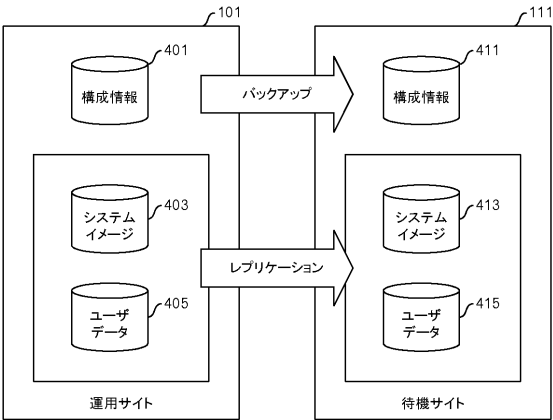 101
111
401
構成情報
バックアップ
411
構成情報
403
システム
イメージ
レプリケーション
413
システム
イメージ
405
ユーザ
データ
415
ユーザ
データ
運用サイト
待機サイト